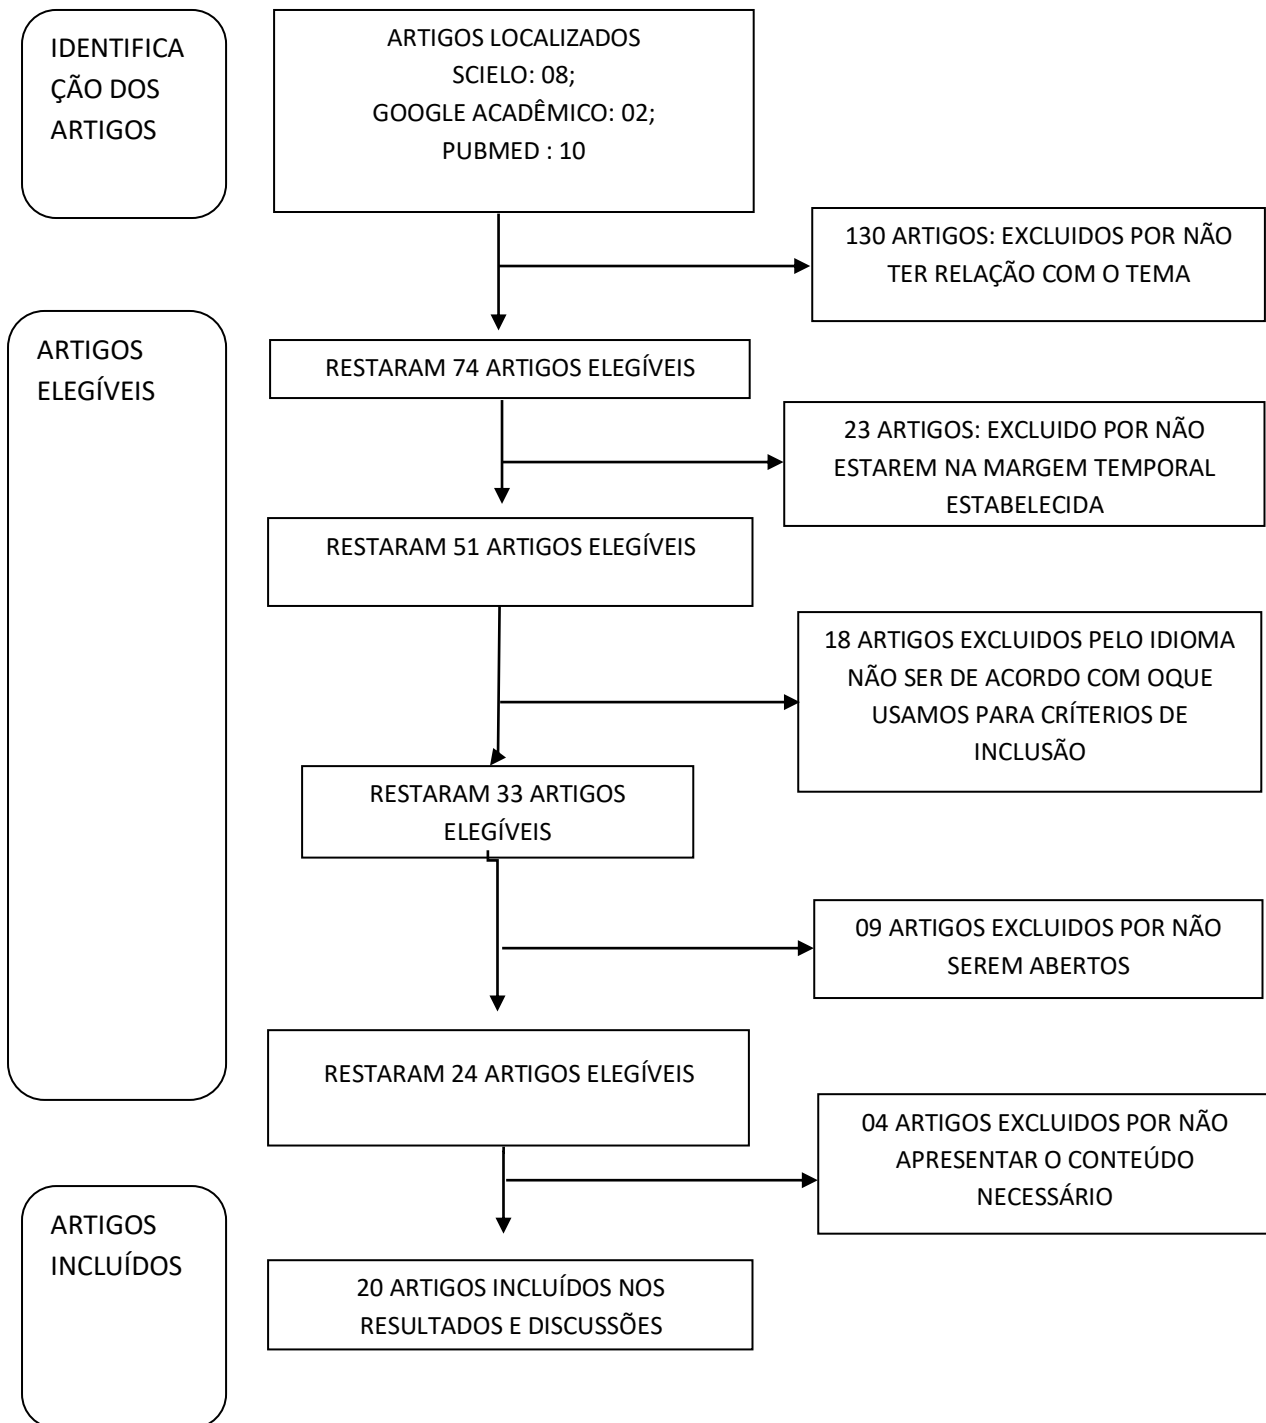 IDENTIFICA
ÇÃO DOS
ARTIGOS
ARTIGOS LOCALIZADOS
SCIELO: 08;
GOOGLE ACADÊMICO: 02;
PUBMED : 10
130 ARTIGOS: EXCLUIDOS POR NÃO
TER RELAÇÃO COM O TEMA
ARTIGOS
ELEGÍVEIS
RESTARAM 74 ARTIGOS ELEGÍVEIS
23 ARTIGOS: EXCLUIDO POR NÃO
ESTAREM NA MARGEM TEMPORAL
ESTABELECIDA
RESTARAM 51 ARTIGOS ELEGÍVEIS
18 ARTIGOS EXCLUIDOS PELO IDIOMA
NÃO SER DE ACORDO COM OQUE
USAMOS PARA CRÍTERIOS DE
INCLUSÃO
RESTARAM 33 ARTIGOS
ELEGÍVEIS
09 ARTIGOS EXCLUIDOS POR NÃO
SEREM ABERTOS
RESTARAM 24 ARTIGOS ELEGÍVEIS
04 ARTIGOS EXCLUIDOS POR NÃO
APRESENTAR O CONTEÚDO
NECESSÁRIO
ARTIGOS
INCLUÍDOS
20 ARTIGOS INCLUÍDOS NOS
RESULTADOS E DISCUSSÕES